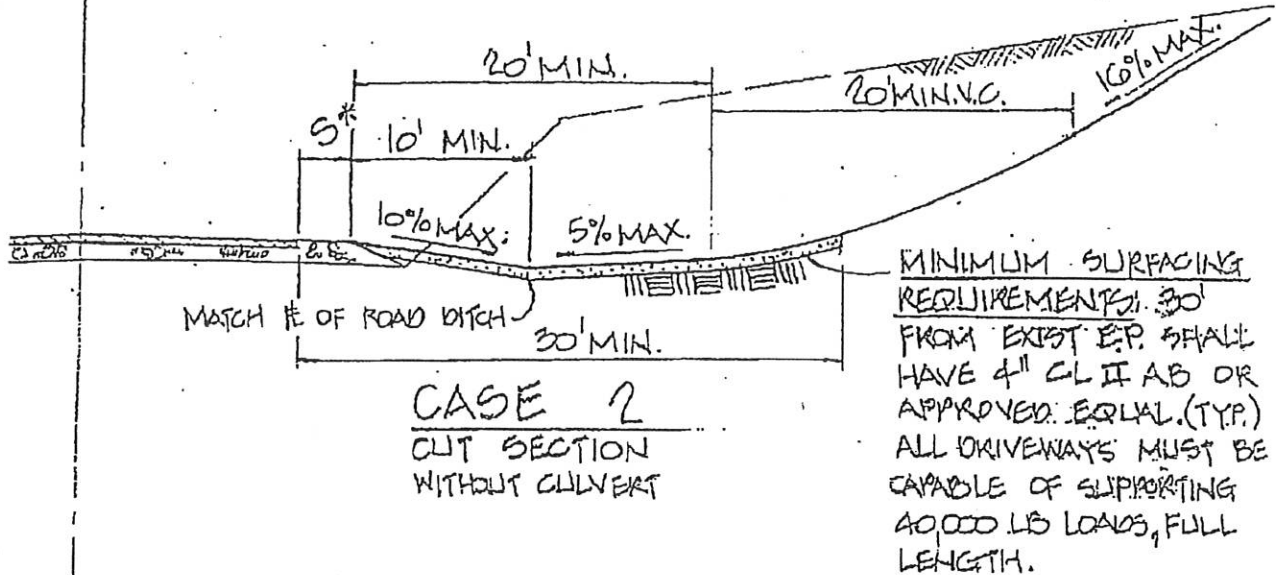 20' MIN.
20' MIN. V.C.
16% MAX.
S*
10' MIN.
10% MAX.
5% MAX.
MATCH ℄ OF ROAD DITCH
30' MIN.
CASE 2
CUT SECTION
WITHOUT CULVERT
MINIMUM SURFACING
REQUIREMENTS: 30'
FROM EXIST E.P. SHALL
HAVE 4" CL II AB OR
APPROVED EQUAL. (TYP.)
ALL DRIVEWAYS MUST BE
CAPABLE OF SUPPORTING
40,000 LB LOADS, FULL
LENGTH.